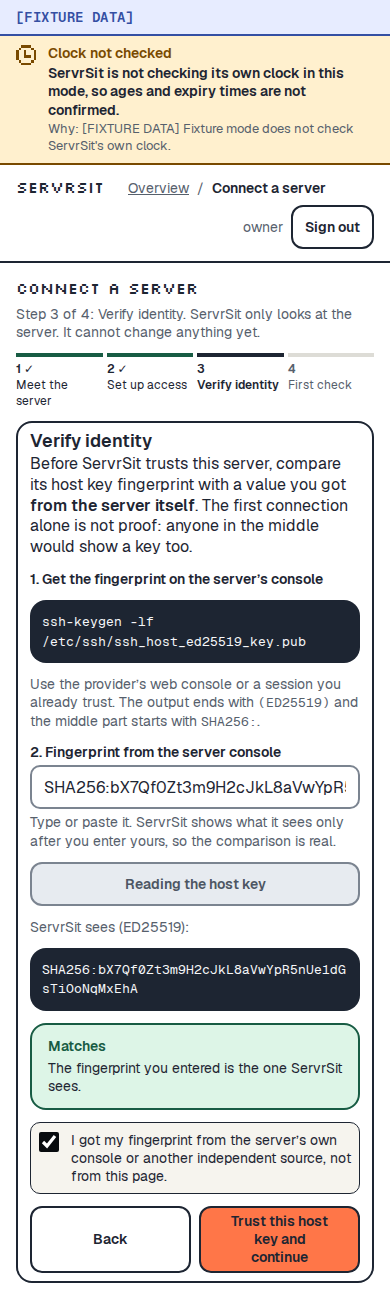 [FIXTURE DATA]
Clock not checked
ServrSit is not checking its own clock in this
mode, so ages and expiry times are not
confirmed.
Why: [FIXTURE DATA] Fixture mode does not check
ServrSit's own clock.
SERVRSIT Overview / Connect a server
owner Sign out
CONNECT A SERVER
Step 3 of 4: Verify identity. ServrSit only looks at the
server. It cannot change anything yet.
1 ✓ 2 ✓ 3 4
Meet the Set up access Verify identity First check
server
Verify identity
Before ServrSit trusts this server, compare
its host key fingerprint with a value you got
from the server itself. The first connection
alone is not proof: anyone in the middle
would show a key too.
1. Get the fingerprint on the server's console
ssh-keygen -lf
/etc/ssh/ssh_host_ed25519_key.pub
Use the provider's web console or a session you
already trust. The output ends with (ED25519) and
the middle part starts with SHA256:.
2. Fingerprint from the server console
SHA256:bX7Qf0Zt3m9H2cJkL8aVwYpR
Type or paste it. ServrSit shows what it sees only
after you enter yours, so the comparison is real.
Reading the host key
ServrSit sees (ED25519):
SHA256:bX7Qf0Zt3m9H2cJkL8aVwYpR5nUe1dG
sTiOoNqMxEhA
Matches
The fingerprint you entered is the one ServrSit
sees.
I got my fingerprint from the server's own
console or another independent source, not
from this page.
Back
Trust this host
key and
continue